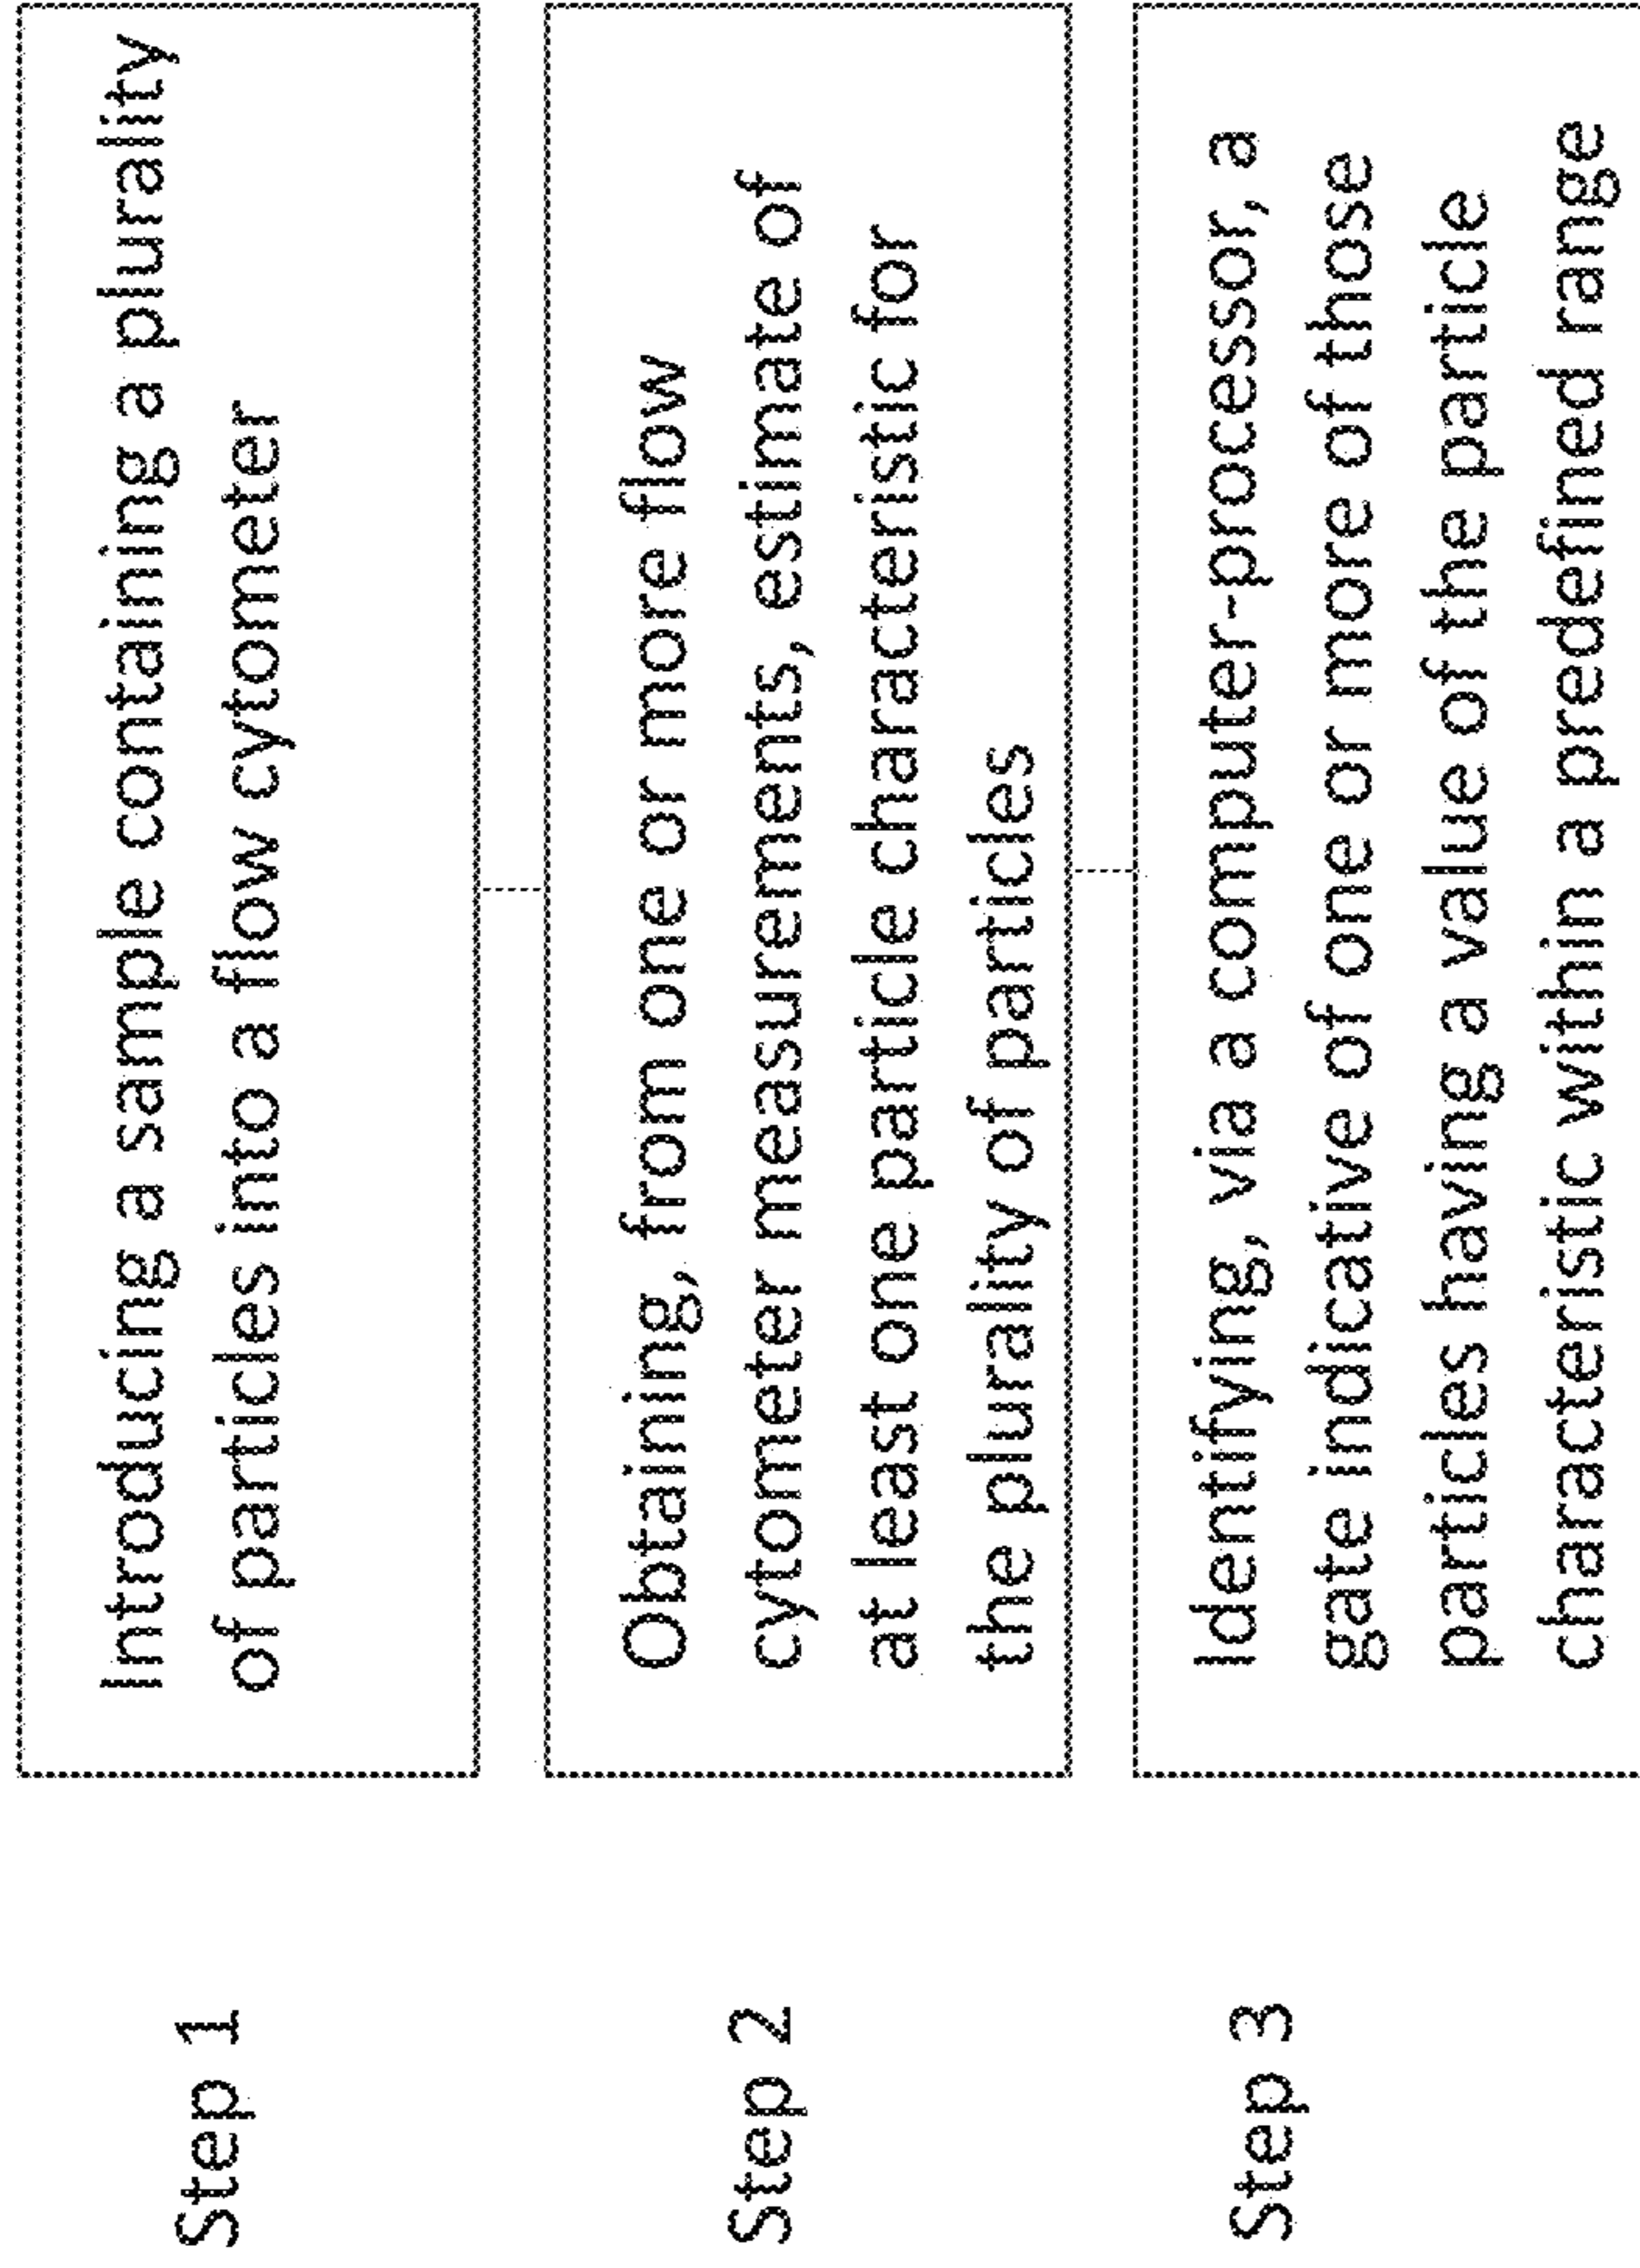 Step 1
Introducing a sample containing a plurality
of particles into a flow cytometer
Step 2
Obtaining, from one or more flow
cytometer measurements, estimate of
at least one particle characteristic for
the plurality of particles
Step 3
Identifying, via a computer-processor, a
gate indicative of one or more of those
particles having a value of the particle
characteristic within a predefined range